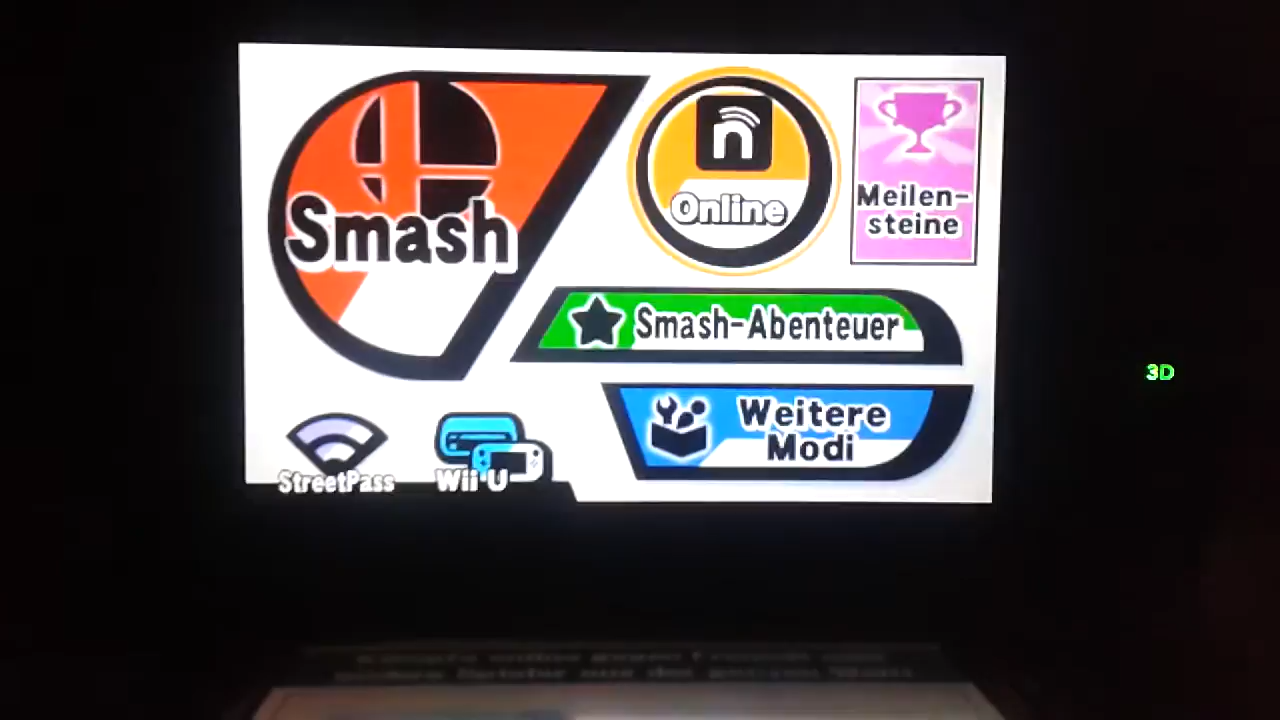 Smash
Online
Meilen-
steine
Smash-Abenteuer
Weitere
Modi
StreetPass
Wii U
3D